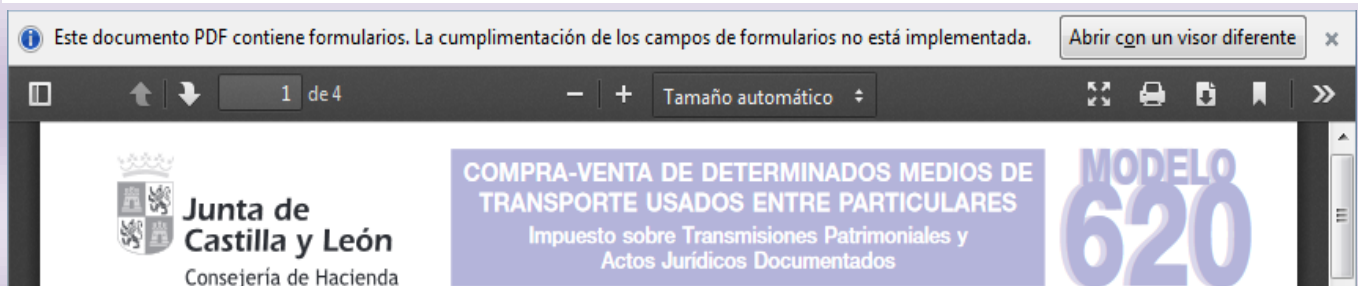 Este documento PDF contiene formularios. La cumplimentación de los campos de formularios no está implementada. Abrir con un visor diferente
1 de 4 Tamaño automático
Junta de
Castilla y León
Consejería de Hacienda
COMPRA-VENTA DE DETERMINADOS MEDIOS DE
TRANSPORTE USADOS ENTRE PARTICULARES
Impuesto sobre Transmisiones Patrimoniales y
Actos Jurídicos Documentados
MODELO
620